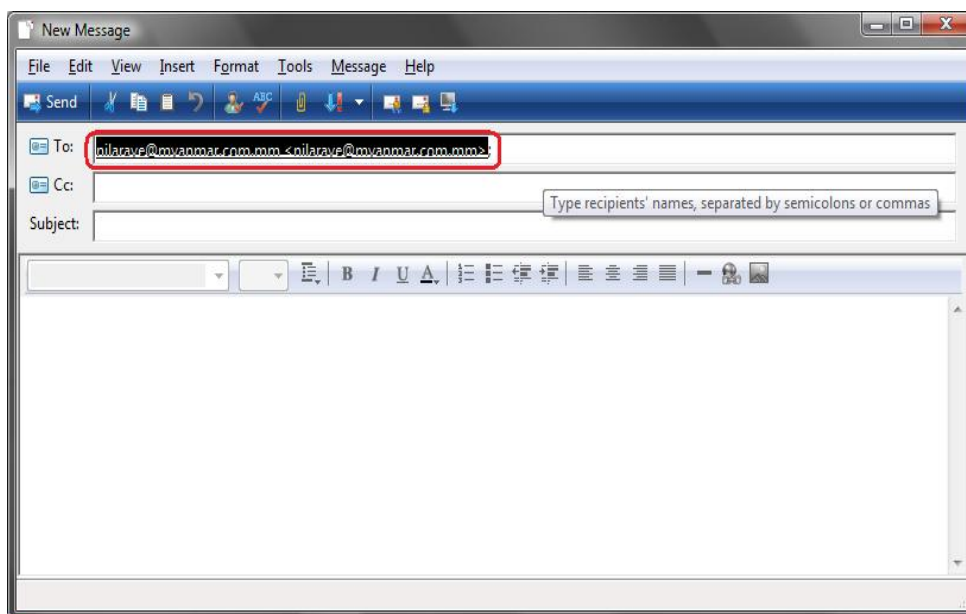 New Message
File Edit View Insert Format Tools Message Help
Send ABC
To: nilaraye@myanmar.com.mm <nilaraye@myanmar.com.mm>;
Cc:
Type recipients' names, separated by semicolons or commas
Subject:
B I U A